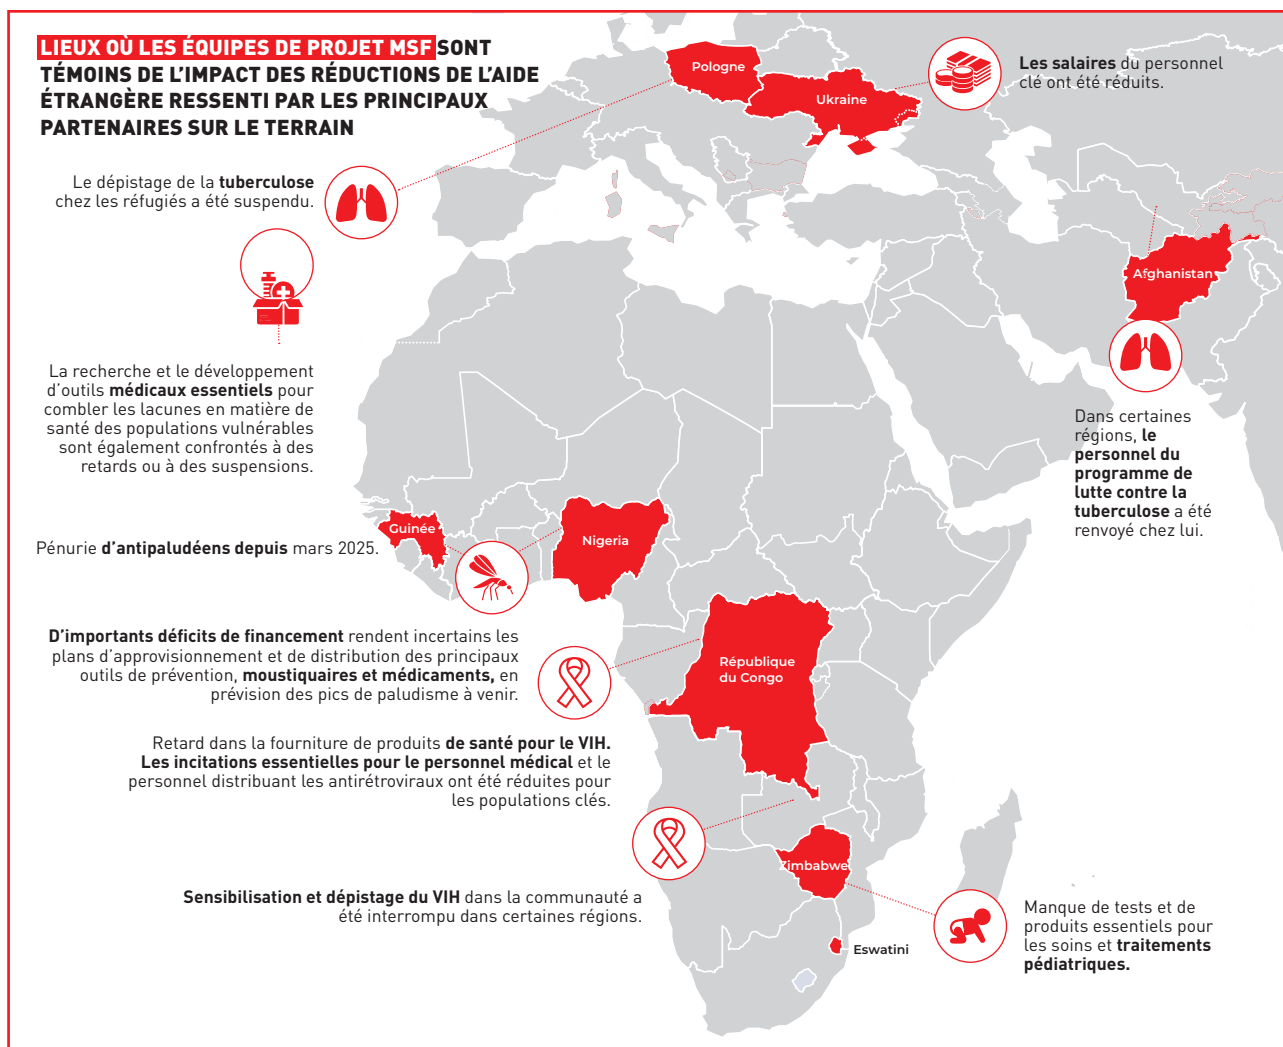 LIEUX OÙ LES ÉQUIPES DE PROJET MSF SONT
TÉMOINS DE L'IMPACT DES RÉDUCTIONS DE L'AIDE
ÉTRANGÈRE RESSENTI PAR LES PRINCIPAUX
PARTENAIRES SUR LE TERRAIN
Pologne
Ukraine
Les salaires du personnel
clé ont été réduits.
Le dépistage de la tuberculose
chez les réfugiés a été suspendu.
Afghanistan
La recherche et le développement
d'outils médicaux essentiels pour
combler les lacunes en matière de
santé des populations vulnérables
sont également confrontés à des
retards ou à des suspensions.
Dans certaines
régions, le
personnel du
programme de
lutte contre la
tuberculose a été
renvoyé chez lui.
Guinée
Nigeria
Pénurie d'antipaludéens depuis mars 2025.
D'importants déficits de financement rendent incertains les
plans d'approvisionnement et de distribution des principaux
outils de prévention, moustiquaires et médicaments, en
prévision des pics de paludisme à venir.
République
du Congo
Retard dans la fourniture de produits de santé pour le VIH.
Les incitations essentielles pour le personnel médical et le
personnel distribuant les antirétroviraux ont été réduites pour
les populations clés.
Zimbabwe
Sensibilisation et dépistage du VIH dans la communauté a
été interrompu dans certaines régions.
Eswatini
Manque de tests et de
produits essentiels pour
les soins et traitements
pédiatriques.